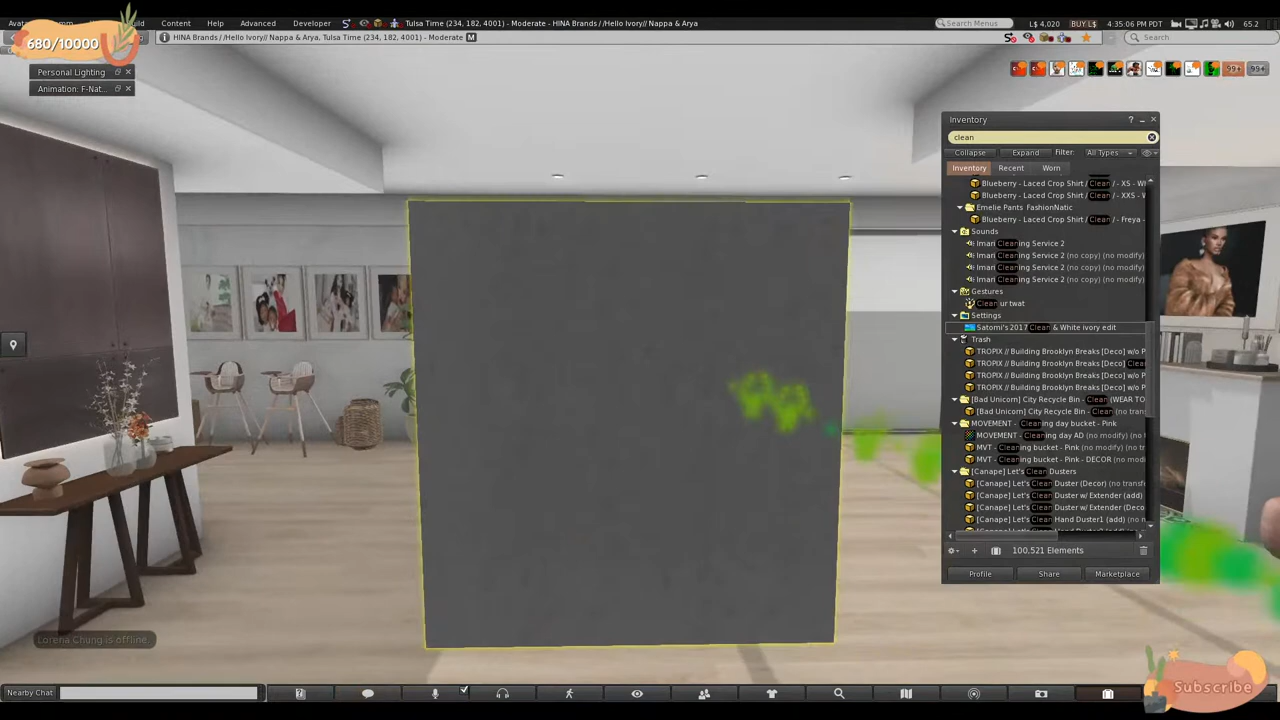 Content Help Advanced Developer Tulsa Time (234, 182, 4001) - Moderate - HINA Brands / /Hello Ivory// Nappa & Arya Search Menus L$ 4,020 BUY L$ 4:35:06 PM PDT 65.2
680/10000
HINA Brands / /Hello Ivory// Nappa & Arya, Tulsa Time (234, 182, 4001) - Moderate M Search
Personal Lighting
Animation: F-Nat...
99+ 99+
Inventory
clean
Collapse Expand Filter: All Types
Inventory Recent Worn
Blueberry - Laced Crop Shirt / Clean / - XS - W
Blueberry - Laced Crop Shirt / Clean / - XXS - W
Emelie Pants FashionNatic
Blueberry - Laced Crop Shirt / Clean / - Freya -
Sounds
Imari Cleaning Service 2
Imari Cleaning Service 2 (no copy) (no modify)
Imari Cleaning Service 2 (no copy) (no modify)
Imari Cleaning Service 2 (no copy) (no modify)
Gestures
Clean ur twat
Settings
Satomi's 2017 Clean & White ivory edit
Trash
TROPIX // Building Brooklyn Breaks [Deco] w/o P
TROPIX // Building Brooklyn Breaks [Deco] Clean
TROPIX // Building Brooklyn Breaks [Deco] w/o P
TROPIX // Building Brooklyn Breaks [Deco] w/o P
[Bad Unicorn] City Recycle Bin - Clean (WEAR TO
[Bad Unicorn] City Recycle Bin - Clean (no tran
MOVEMENT - Cleaning day bucket - Pink
MOVEMENT - Cleaning day AD (no modify) (no t
MVT - Cleaning bucket - Pink (no modify)
MVT - Cleaning bucket - Pink - DECOR (no modify)
[Canape] Let's Clean Dusters
[Canape] Let's Clean Duster (Decor) (no transf
[Canape] Let's Clean Duster w/ Extender (add)
[Canape] Let's Clean Duster w/ Extender (Deco
[Canape] Let's Clean Hand Duster1 (add) (no m
100,521 Elements
Profile Share Marketplace
Lorena Chung is offline.
Nearby Chat
Subscribe